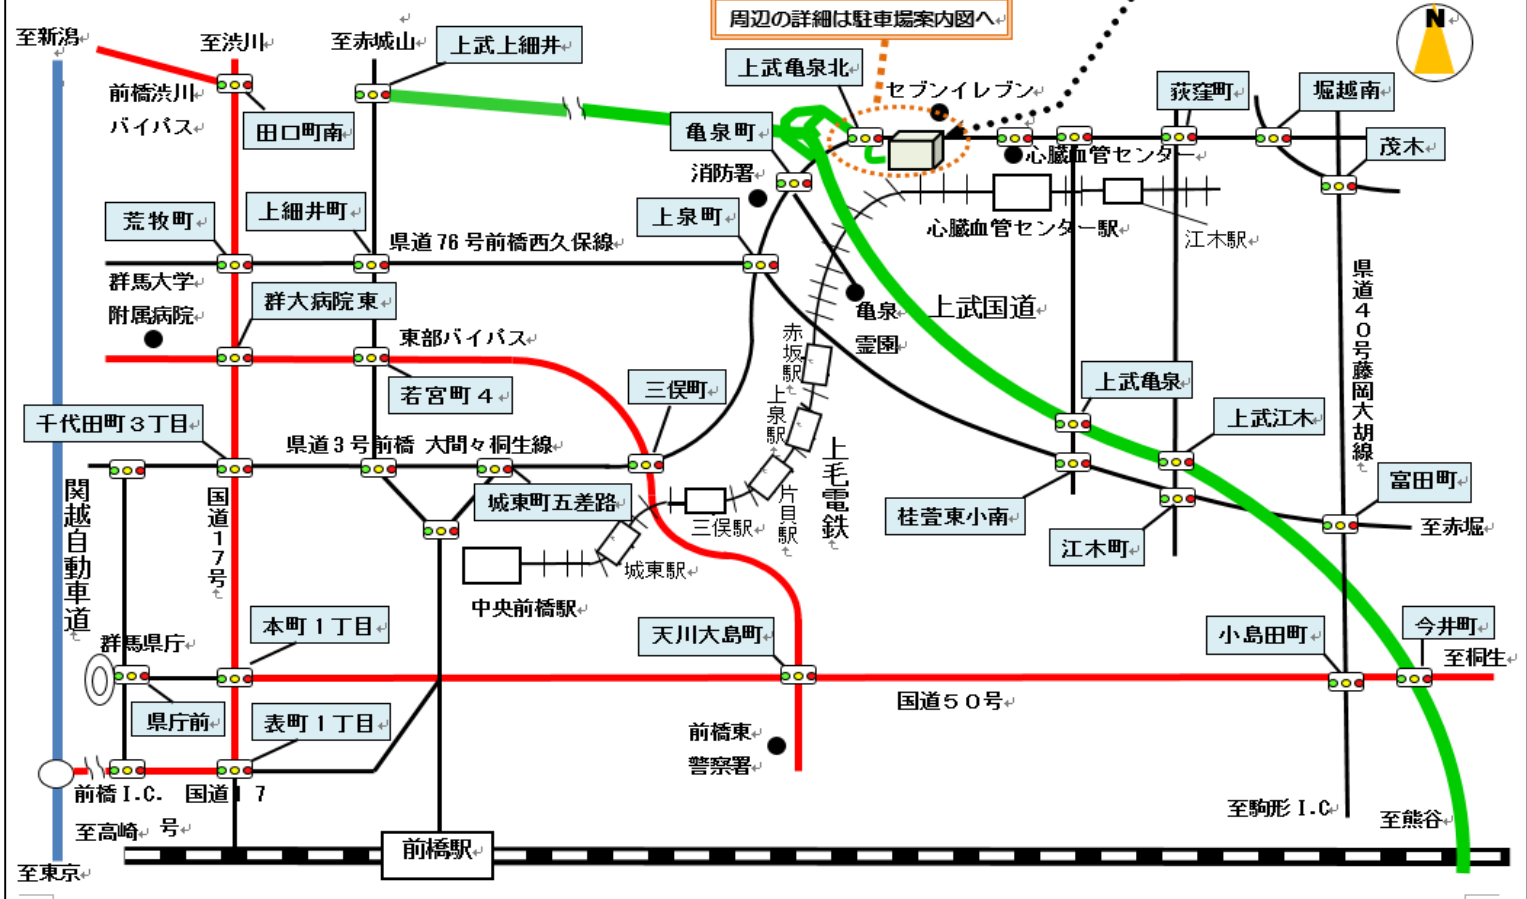 周辺の詳細は駐車場案内図へ
N
至新潟
至渋川
至赤城山
上武上細井
上武亀泉北
セブンイレブン
荻窪町
堀越南
前橋渋川
バイパス
田口町南
亀泉町
消防署
心臓血管センター
茂木
荒牧町
上細井町
上泉町
県道76号前橋西久保線
心臓血管センター駅
江木駅
群馬大学
附属病院
群大病院東
東部バイパス
亀泉
霊園
上武国道
赤坂駅
県道40号藤岡大胡線
若宮町4
三俣町
上泉駅
上武亀泉
上武江木
千代田町3丁目
県道3号前橋 大間々桐生線
上毛電鉄
関越自動車道
国道17号
城東町五差路
三俣駅
片貝駅
桂萱東小南
富田町
江木町
至赤堀
城東駅
中央前橋駅
群馬県庁
本町1丁目
天川大島町
小島田町
今井町
至桐生
県庁前
表町1丁目
国道50号
前橋東
警察署
前橋I.C.
国道17
号
至高崎
至駒形I.C
至熊谷
前橋駅
至東京